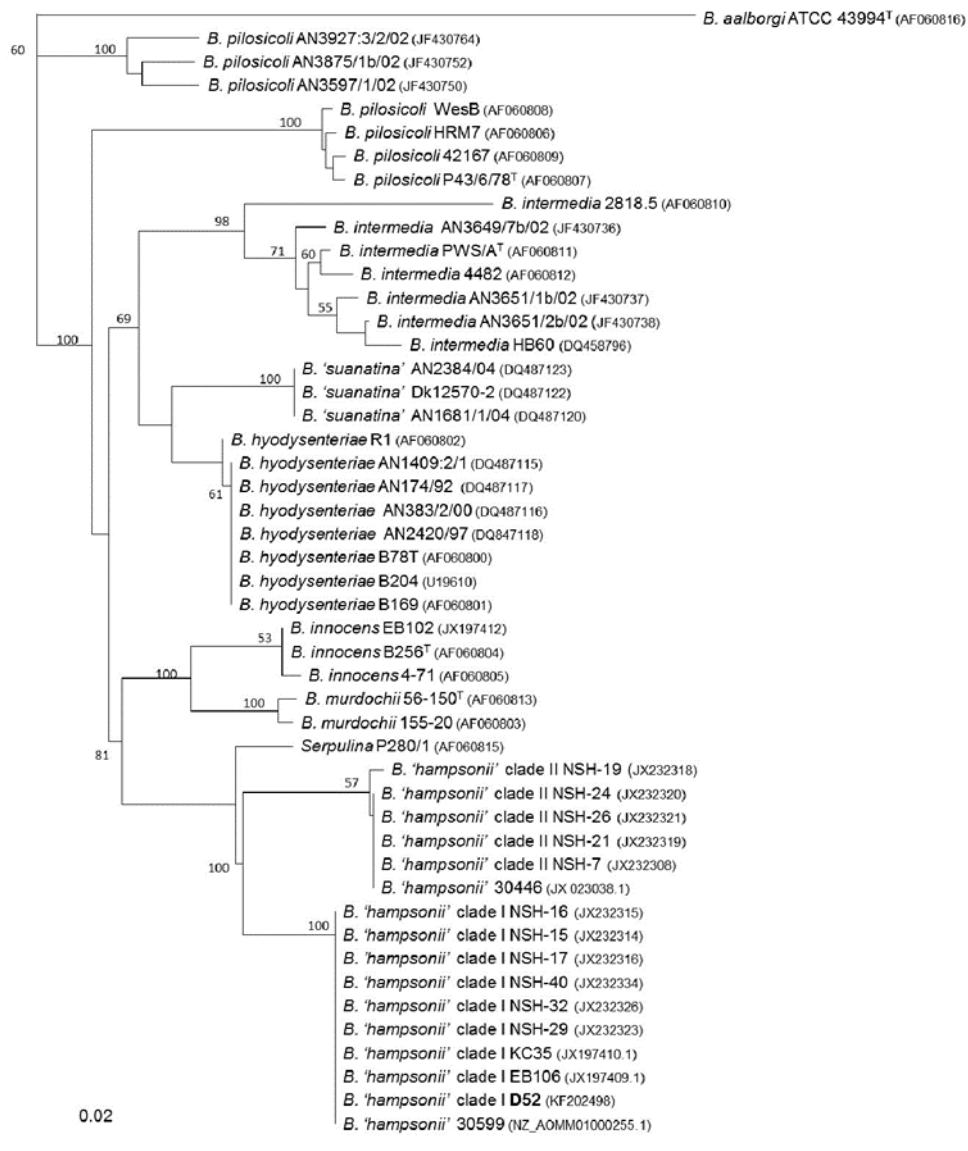 B. aalborgi ATCC 43994T (AF060816)
60
B. pilosicoli AN3927:3/2/02 (JF430764)
100
B. pilosicoli AN3875/1b/02 (JF430752)
B. pilosicoli AN3597/1/02 (JF430750)
B. pilosicoli WesB (AF060808)
100
B. pilosicoli HRM7 (AF060806)
B. pilosicoli 42167 (AF060809)
B. pilosicoli P43/6/78T (AF060807)
B. intermedia 2818.5 (AF060810)
98
B. intermedia AN3649/7b/02 (JF430736)
71
60
B. intermedia PWS/AT (AF060811)
B. intermedia 4482 (AF060812)
B. intermedia AN3651/1b/02 (JF430737)
55
69
B. intermedia AN3651/2b/02 (JF430738)
100
B. intermedia HB60 (DQ458796)
B. 'suanatina' AN2384/04 (DQ487123)
100
B. 'suanatina' Dk12570-2 (DQ487122)
B. 'suanatina' AN1681/1/04 (DQ487120)
B. hyodysenteriae R1 (AF060802)
B. hyodysenteriae AN1409:2/1 (DQ487115)
B. hyodysenteriae AN174/92 (DQ487117)
61
B. hyodysenteriae AN383/2/00 (DQ487116)
B. hyodysenteriae AN2420/97 (DQ847118)
B. hyodysenteriae B78T (AF060800)
B. hyodysenteriae B204 (U19610)
B. hyodysenteriae B169 (AF060801)
B. innocens EB102 (JX197412)
53
B. innocens B256T (AF060804)
100
B. innocens 4-71 (AF060805)
B. murdochii 56-150T (AF060813)
100
B. murdochii 155-20 (AF060803)
Serpulina P280/1 (AF060815)
81
B. 'hampsonii' clade II NSH-19 (JX232318)
57
B. 'hampsonii' clade II NSH-24 (JX232320)
B. 'hampsonii' clade II NSH-26 (JX232321)
B. 'hampsonii' clade II NSH-21 (JX232319)
B. 'hampsonii' clade II NSH-7 (JX232308)
100
B. 'hampsonii' 30446 (JX 023038.1)
B. 'hampsonii' clade I NSH-16 (JX232315)
100
B. 'hampsonii' clade I NSH-15 (JX232314)
B. 'hampsonii' clade I NSH-17 (JX232316)
B. 'hampsonii' clade I NSH-40 (JX232334)
B. 'hampsonii' clade I NSH-32 (JX232326)
B. 'hampsonii' clade I NSH-29 (JX232323)
B. 'hampsonii' clade I KC35 (JX197410.1)
B. 'hampsonii' clade I EB106 (JX197409.1)
B. 'hampsonii' clade I D52 (KF202498)
0.02
B. 'hampsonii' 30599 (NZ_AOMM01000255.1)